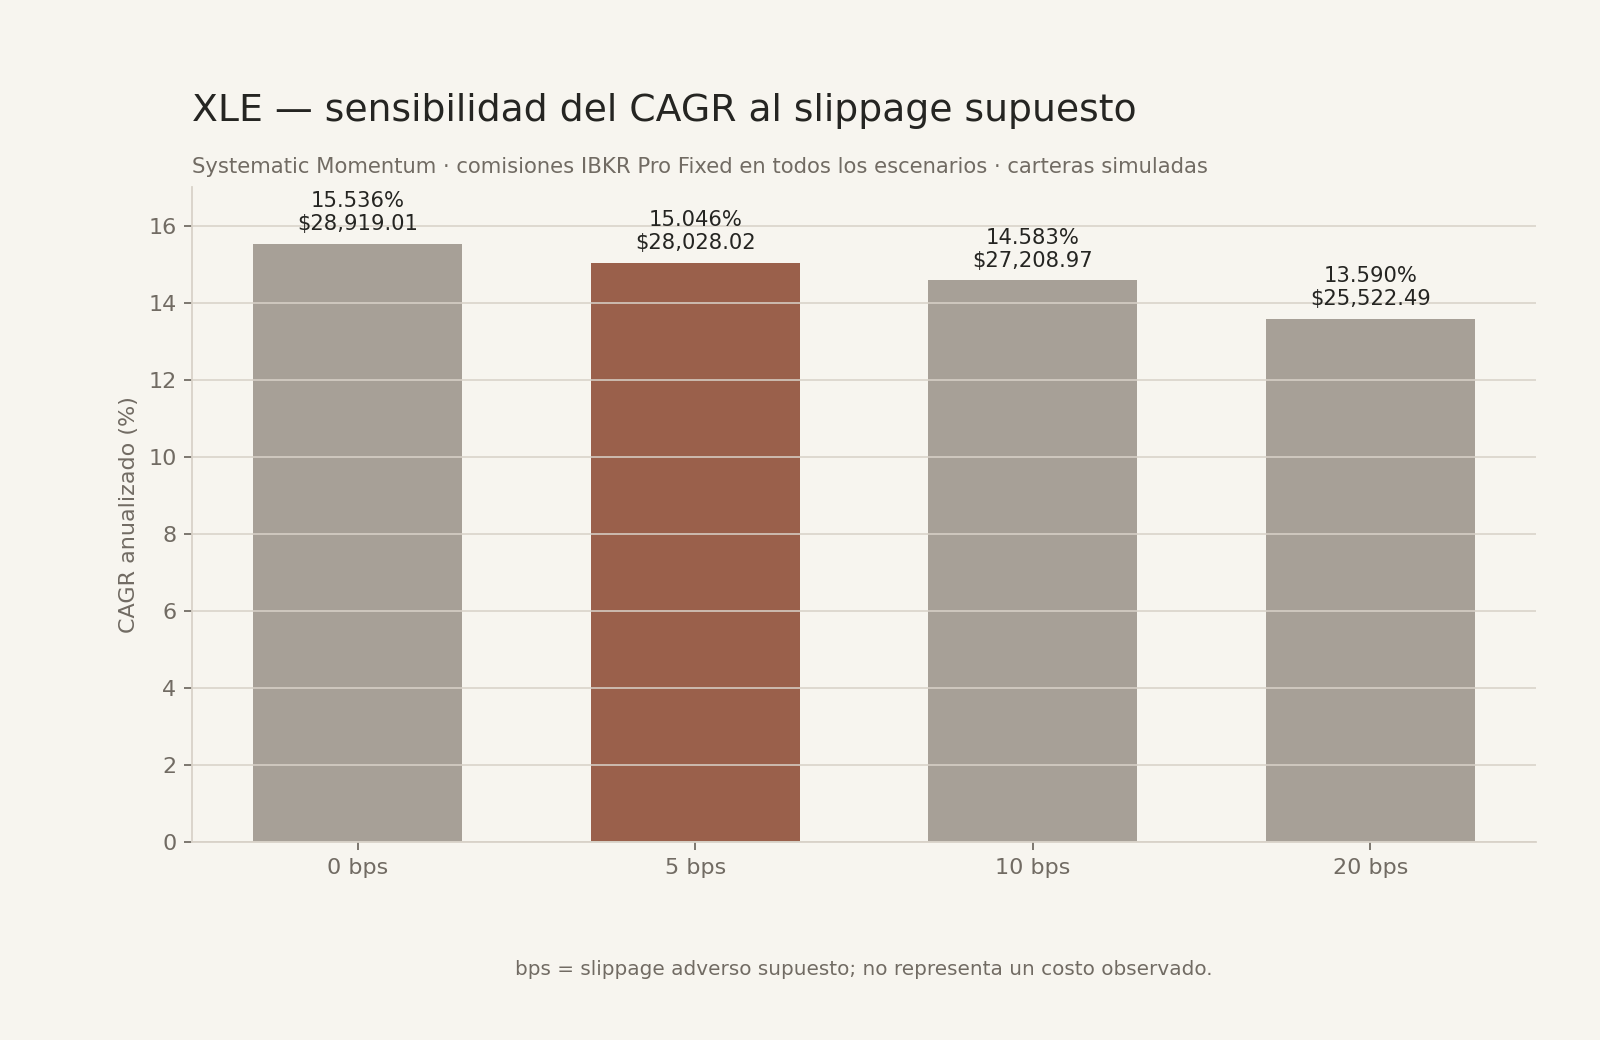 XLE — sensibilidad del CAGR al slippage supuesto
Systematic Momentum · comisiones IBKR Pro Fixed en todos los escenarios · carteras simuladas
15.536%
$28,919.01
15.046%
$28,028.02
14.583%
$27,208.97
13.590%
$25,522.49
CAGR anualizado (%)
16
14
12
10
8
6
4
2
0
0 bps
5 bps
10 bps
20 bps
bps = slippage adverso supuesto; no representa un costo observado.